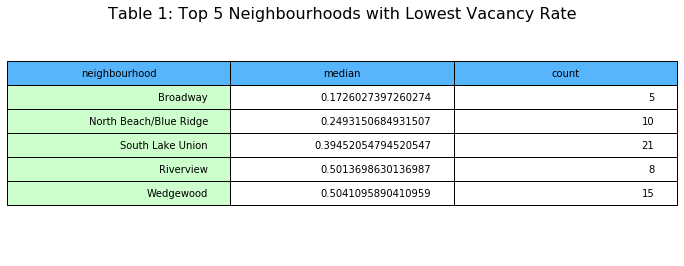 Table 1: Top 5 Neighbourhoods with Lowest Vacancy Rate
neighbourhood median count
Broadway 0.1726027397260274 5
North Beach/Blue Ridge 0.2493150684931507 10
South Lake Union 0.39452054794520547 21
Riverview 0.5013698630136987 8
Wedgewood 0.5041095890410959 15